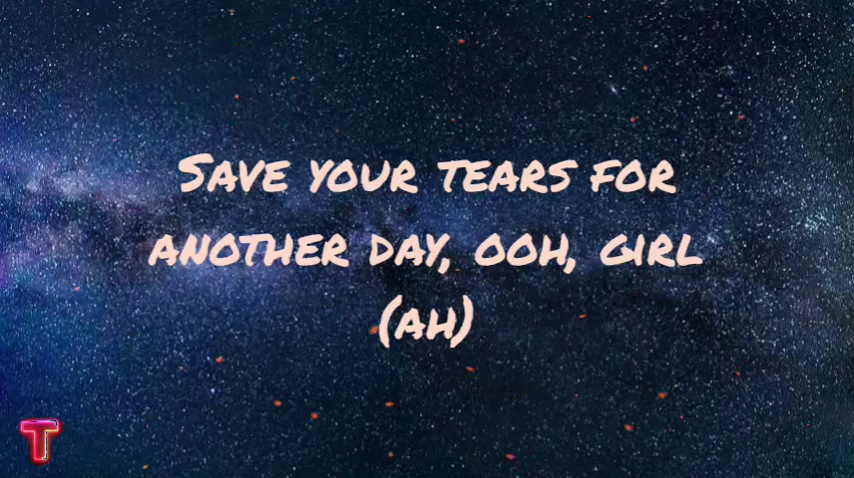 SAVE YOUR TEARS FOR
ANOTHER DAY, OOH, GIRL
(AH)
T